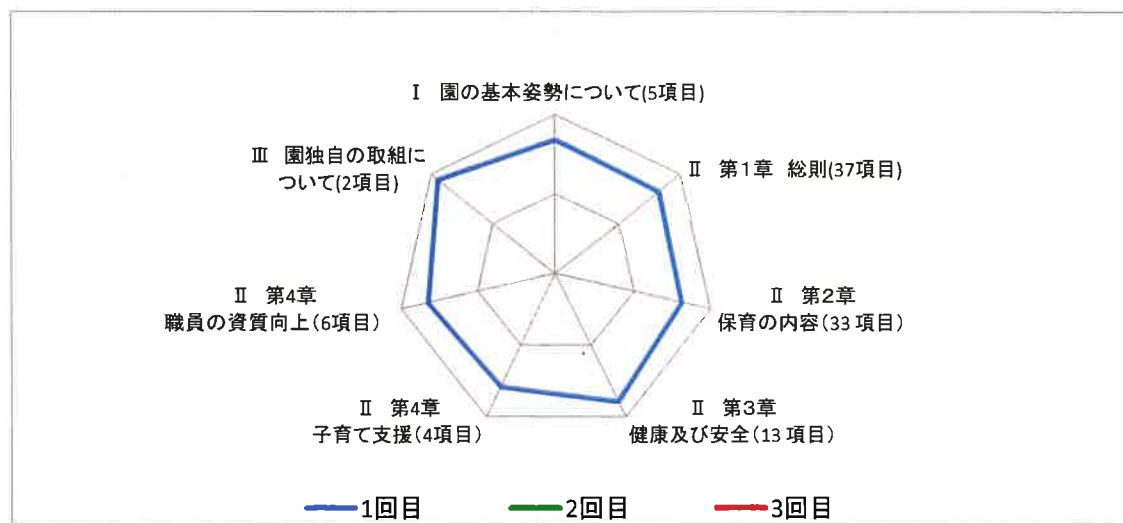 Ⅰ 園の基本姿勢について(5項目)
Ⅲ 園独自の取組に
ついて(2項目)
Ⅱ 第1章 総則(37項目)
Ⅱ 第2章
保育の内容(33 項目)
Ⅱ 第4章
職員の資質向上(6項目)
Ⅱ 第4章
子育て支援(4項目)
Ⅱ 第3章
健康及び安全(13 項目)
1回目 2回目 3回目